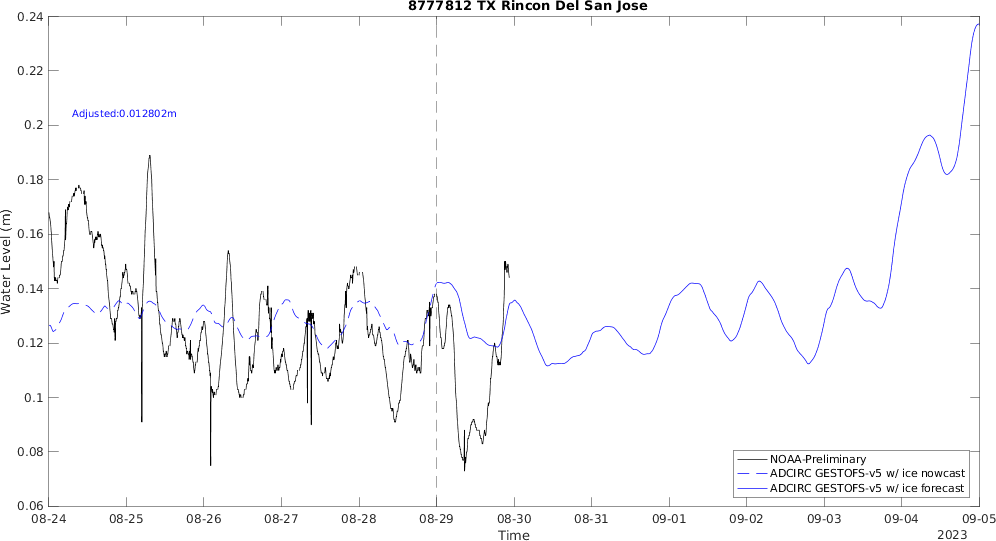 8777812 TX Rincon Del San Jose
Water Level (m)
0.24
0.22
0.2
0.18
0.16
0.14
0.12
0.1
0.08
0.06
Adjusted:0.012802m
NOAA-Preliminary
ADCIRC GESTOFS-v5 w/ ice nowcast
ADCIRC GESTOFS-v5 w/ ice forecast
08-24 08-25 08-26 08-27 08-28 08-29 08-30 08-31 09-01 09-02 09-03 09-04 09-05
Time
2023